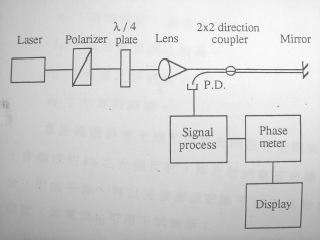 λ / 4
2x2 direction
Laser Polarizer plate Lens coupler Mirror
P.D.
Signal
process
Phase
meter
Display